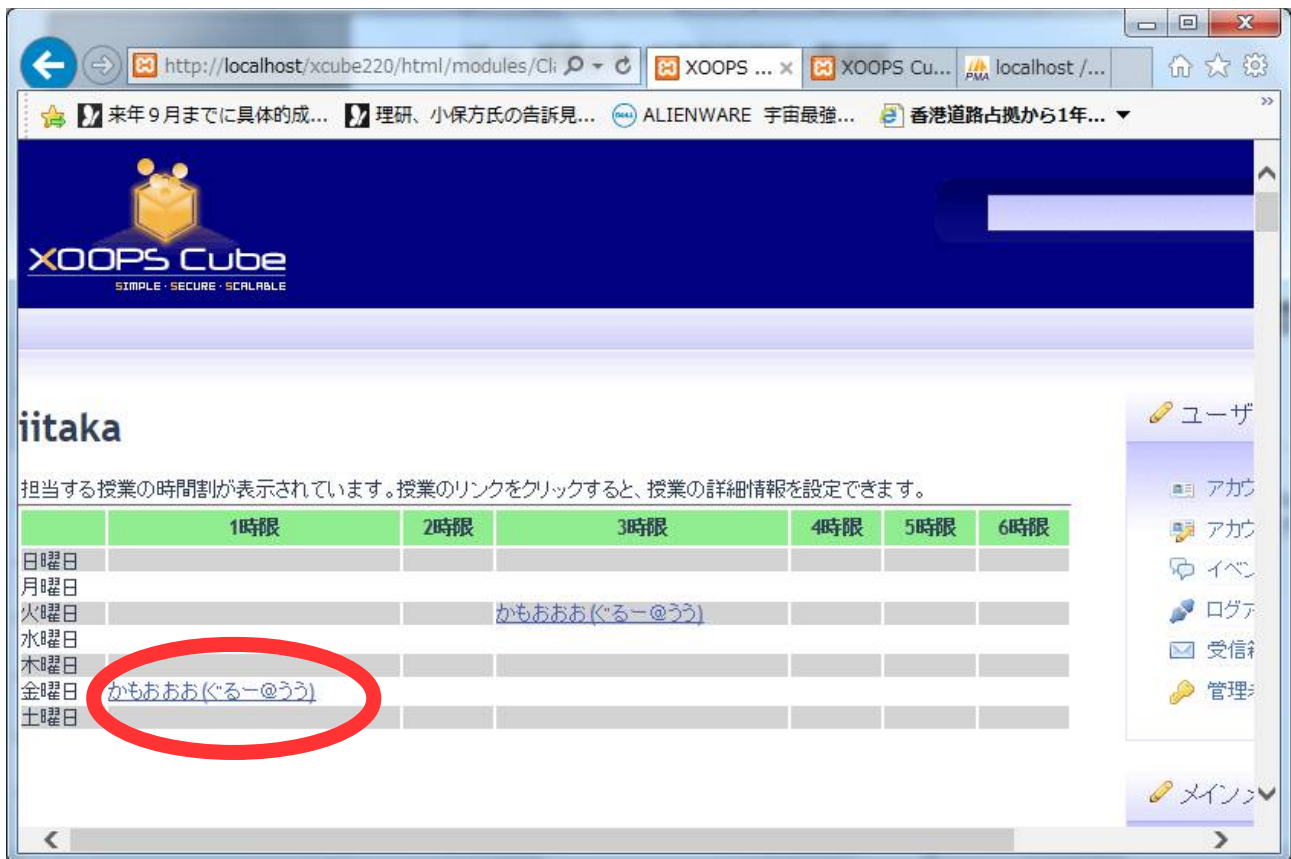 http://localhost/xcube220/html/modules/Cl
XOOPS ...
XOOPS Cu...
PMA localhost /...
来年９月までに具体的成...
理研、小保方氏の告訴見...
ALIENWARE 宇宙最強...
香港道路占拠から1年...
XOOPS Cube
SIMPLE・SECURE・SCALABLE
iitaka
ユーザ
担当する授業の時間割が表示されています。授業のリンクをクリックすると、授業の詳細情報を設定できます。
1時限 2時限 3時限 4時限 5時限 6時限
日曜日
月曜日
火曜日 かもおおお(ぐるー＠うう)
水曜日
木曜日
金曜日 かもおおお(ぐるー＠うう)
土曜日
アカウ
アカウ
イベン
ログア
受信
管理
メイン